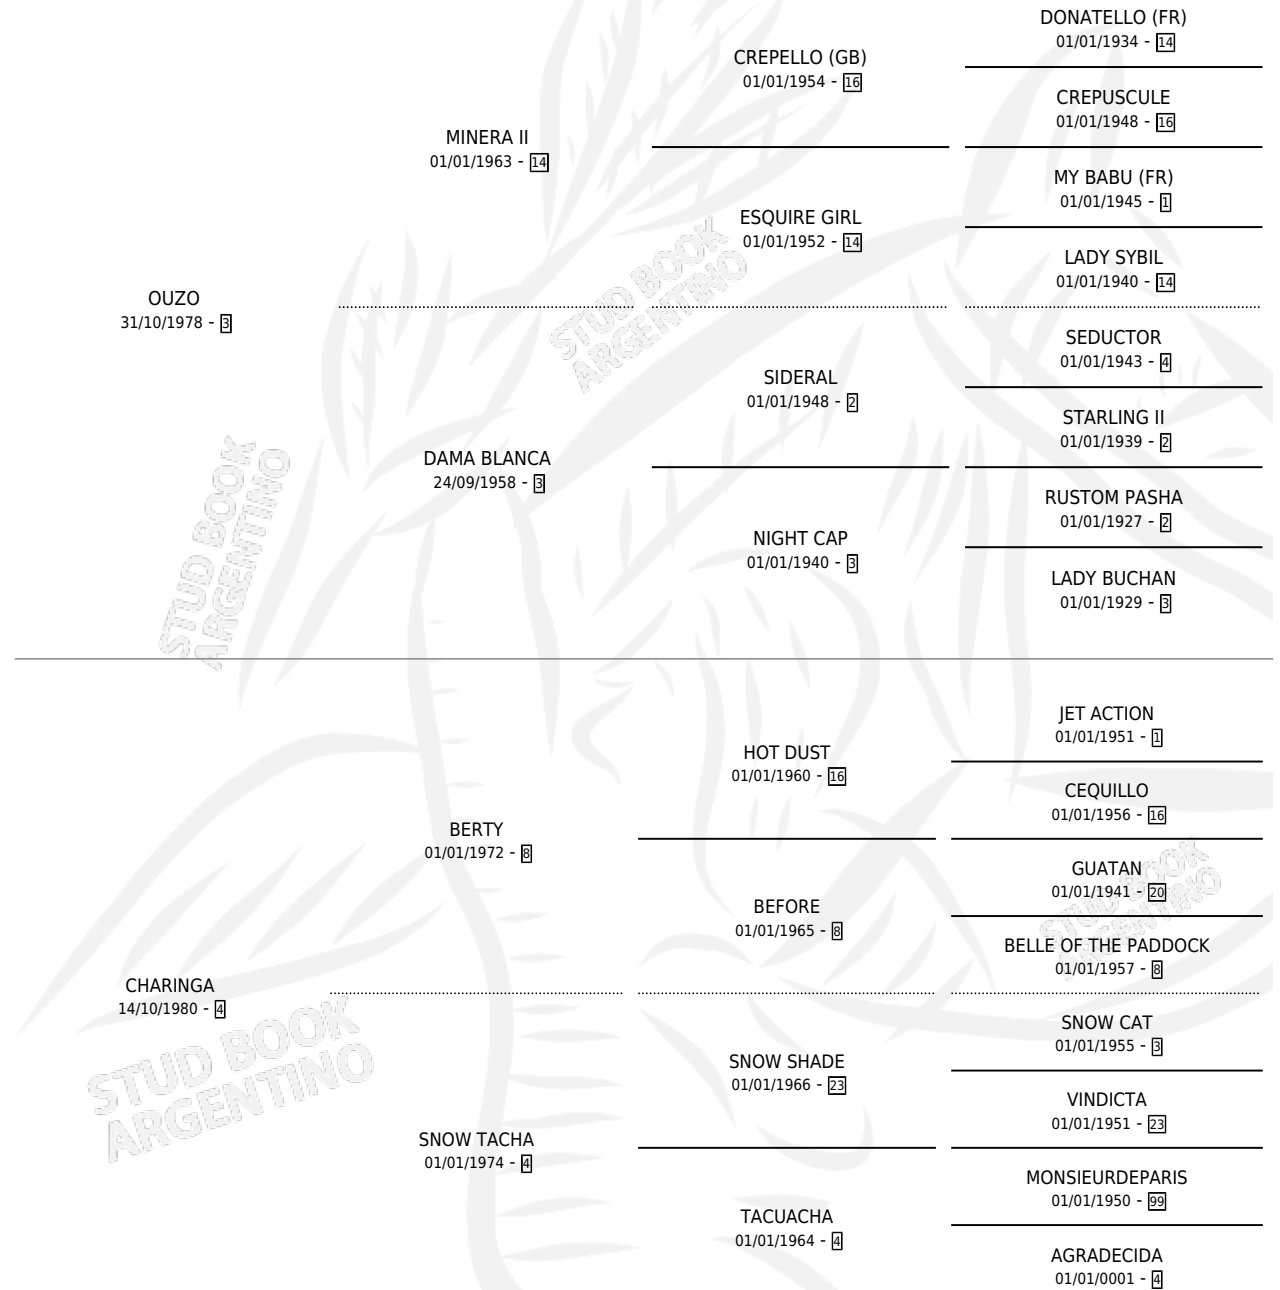 DONATELLO (FR)
01/01/1934 - 14
CREPELLO (GB)
01/01/1954 - 16
CREPUSCULE
01/01/1948 - 16
MINERA II
01/01/1963 - 14
MY BABU (FR)
01/01/1945 - 1
ESQUIRE GIRL
01/01/1952 - 14
LADY SYBIL
01/01/1940 - 14
OUZO
31/10/1978 - 3
SEDUCTOR
01/01/1943 - 4
SIDERAL
01/01/1948 - 2
STARLING II
01/01/1939 - 2
DAMA BLANCA
24/09/1958 - 3
RUSTOM PASHA
01/01/1927 - 2
NIGHT CAP
01/01/1940 - 3
LADY BUCHAN
01/01/1929 - 3
STUD BOOK
ARGENTINO
STUD BOOK
ARGENTINO
JET ACTION
01/01/1951 - 1
HOT DUST
01/01/1960 - 16
CEQUILLO
01/01/1956 - 16
BERTY
01/01/1972 - 8
GUATAN
01/01/1941 - 20
BEFORE
01/01/1965 - 8
BELLE OF THE PADDOCK
01/01/1957 - 8
CHARINGA
14/10/1980 - 4
SNOW CAT
01/01/1955 - 3
SNOW SHADE
01/01/1966 - 23
VINDICTA
01/01/1951 - 23
SNOW TACHA
01/01/1974 - 4
MONSIEURDEPARIS
01/01/1950 - 99
TACUACHA
01/01/1964 - 4
AGRADECIDA
01/01/0001 - 4
STUD BOOK
ARGENTINO
STUD BOOK
ARGENTINO